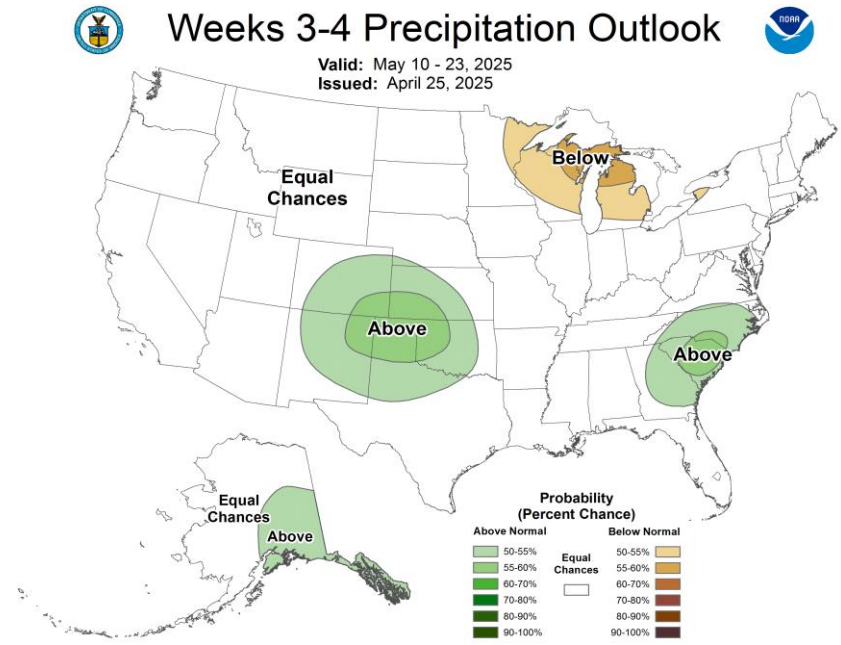 Weeks 3-4 Precipitation Outlook
NOAA
Valid: May 10 - 23, 2025
Issued: April 25, 2025
Below
Equal
Chances
Above
Above
Equal
Chances
Above
Probability
(Percent Chance)
Above Normal
Below Normal
50-55%
55-60%
60-70%
70-80%
80-90%
90-100%
Equal
Chances
50-55%
55-60%
60-70%
70-80%
80-90%
90-100%